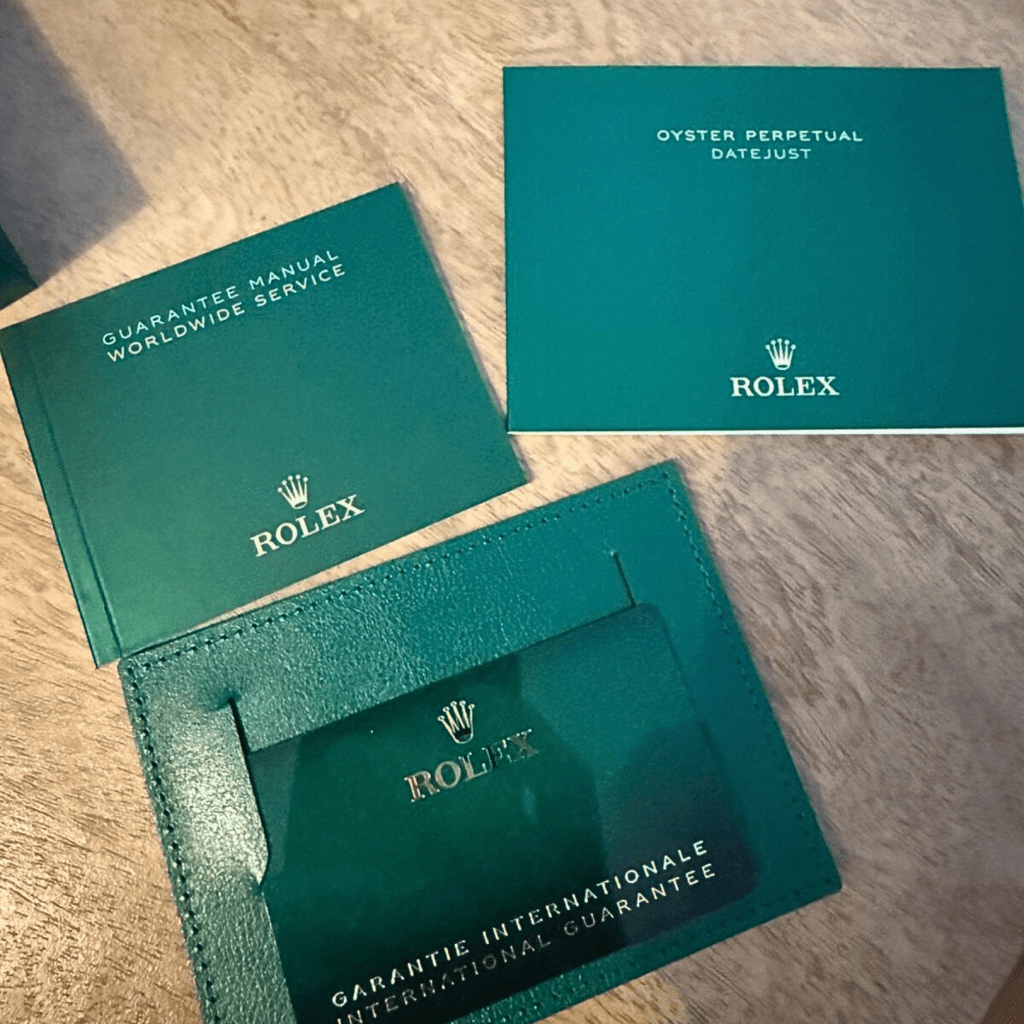 OYSTER PERPETUAL
DATEJUST
ROLEX
GUARANTEE MANUAL
WORLDWIDE SERVICE
ROLEX
ROLEX
GARANTIE INTERNATIONALE
INTERNATIONAL GUARANTEE